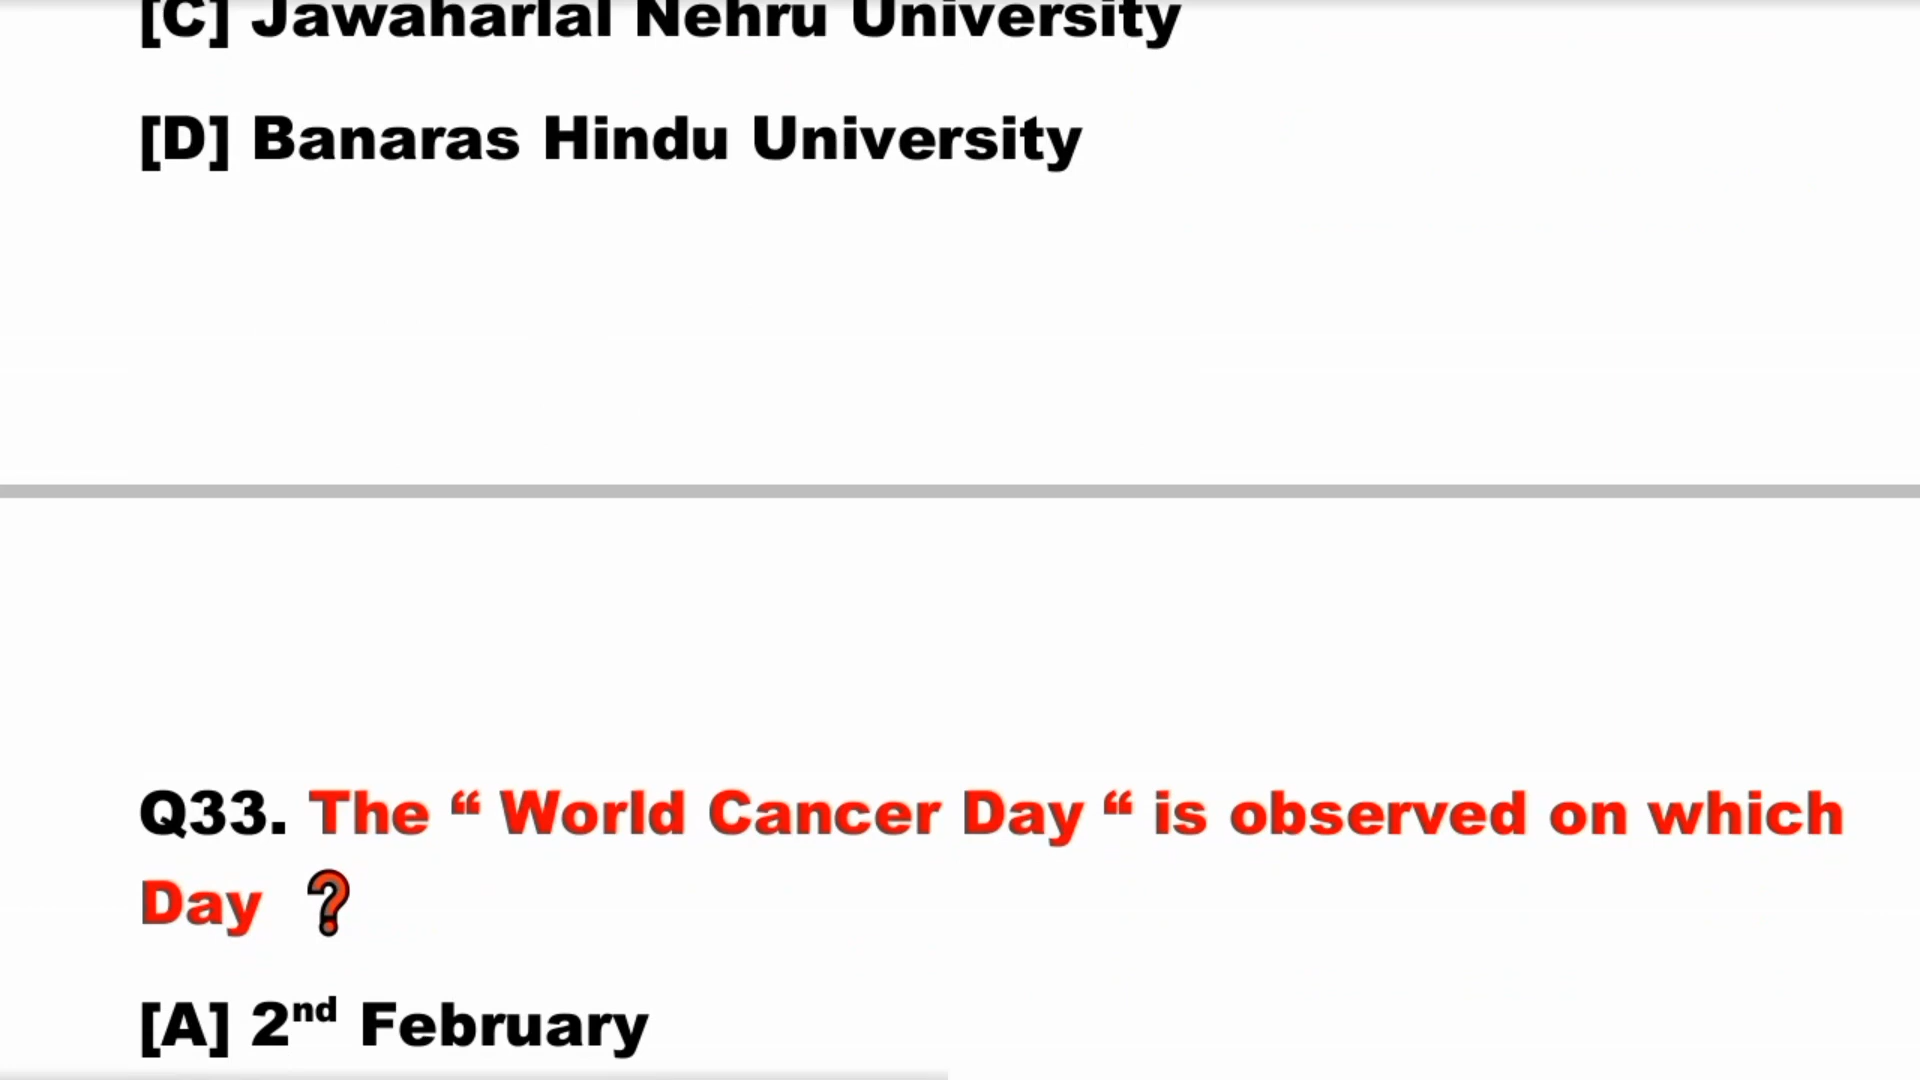 [C] Jawaharlal Nehru University
[D] Banaras Hindu University
Q33. The “ World Cancer Day “ is observed on which
Day ?
[A] 2nd February